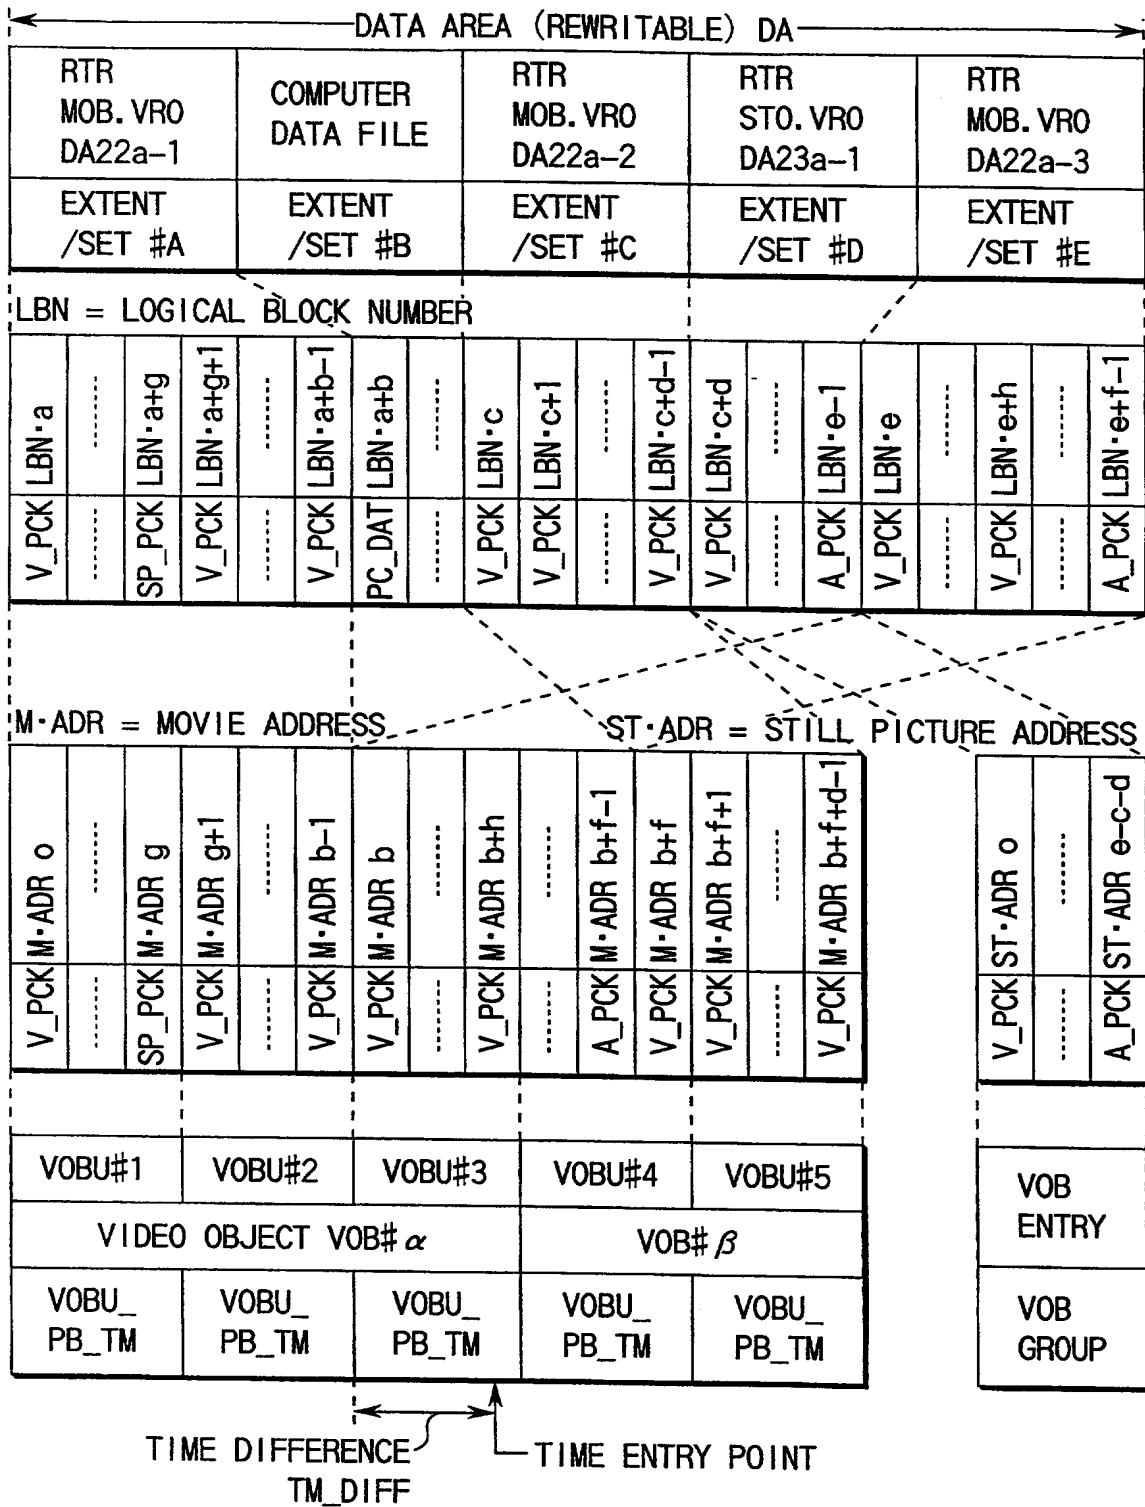 DATA AREA (REWRITABLE) DA
RTR
MOB.VRO
DA22a-1
COMPUTER
DATA FILE
RTR
MOB.VRO
DA22a-2
RTR
STO.VRO
DA23a-1
RTR
MOB.VRO
DA22a-3
EXTENT
/SET #A
EXTENT
/SET #B
EXTENT
/SET #C
EXTENT
/SET #D
EXTENT
/SET #E
LBN = LOGICAL BLOCK NUMBER
V_PCK LBN·a
SP_PCK LBN·a+g
V_PCK LBN·a+g+1
V_PCK LBN·a+b-1
PC_DAT LBN·a+b
V_PCK LBN·c
V_PCK LBN·c+1
V_PCK LBN·c+d-1
V_PCK LBN·c+d
A_PCK LBN·e-1
V_PCK LBN·e
V_PCK LBN·e+h
A_PCK LBN·e+f-1
M·ADR = MOVIE ADDRESS
ST·ADR = STILL PICTURE ADDRESS
V_PCK M·ADR o
SP_PCK M·ADR g
V_PCK M·ADR g+1
V_PCK M·ADR b-1
V_PCK M·ADR b
V_PCK M·ADR b+h
A_PCK M·ADR b+f-1
V_PCK M·ADR b+f
V_PCK M·ADR b+f+1
V_PCK M·ADR b+f+d-1
V_PCK ST·ADR o
A_PCK ST·ADR e-c-d
VOBU#1
VOBU#2
VOBU#3
VOBU#4
VOBU#5
VIDEO OBJECT VOB#α
VOB#β
VOB
ENTRY
VOBU_
PB_TM
VOBU_
PB_TM
VOBU_
PB_TM
VOBU_
PB_TM
VOBU_
PB_TM
VOB
GROUP
TIME DIFFERENCE
TM_DIFF
TIME ENTRY POINT